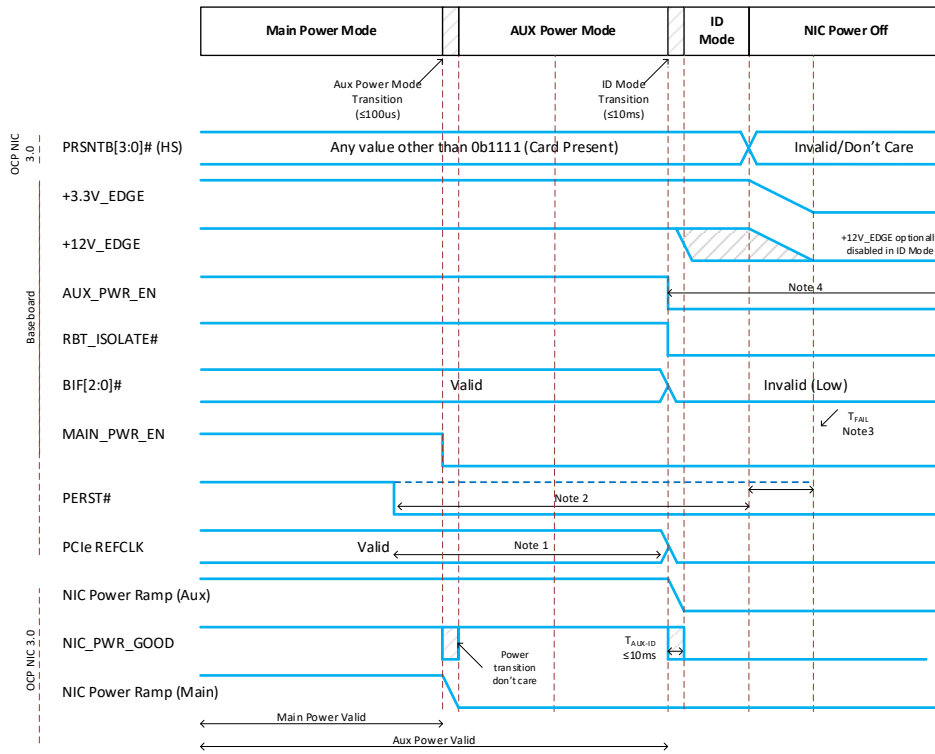 Main Power Mode
AUX Power Mode
ID
Mode
NIC Power Off
Aux Power Mode
Transition
(≤100us)
ID Mode
Transition
(≤10ms)
OCP NIC
3.0
PRSNTB[3:0]# (HS)
Any value other than 0b1111 (Card Present)
Invalid/Don't Care
+3.3V_EDGE
+12V_EDGE
+12V_EDGE optionally
disabled in ID Mode
Baseboard
AUX_PWR_EN
Note 4
RBT_ISOLATE#
BIF[2:0]#
Valid
Invalid (Low)
TFAIL
Note3
MAIN_PWR_EN
PERST#
Note 2
PCIe REFCLK
Valid
Note 1
OCP NIC 3.0
NIC Power Ramp (Aux)
NIC_PWR_GOOD
Power
transition
don't care
TAUX-ID
≤10ms
NIC Power Ramp (Main)
Main Power Valid
Aux Power Valid